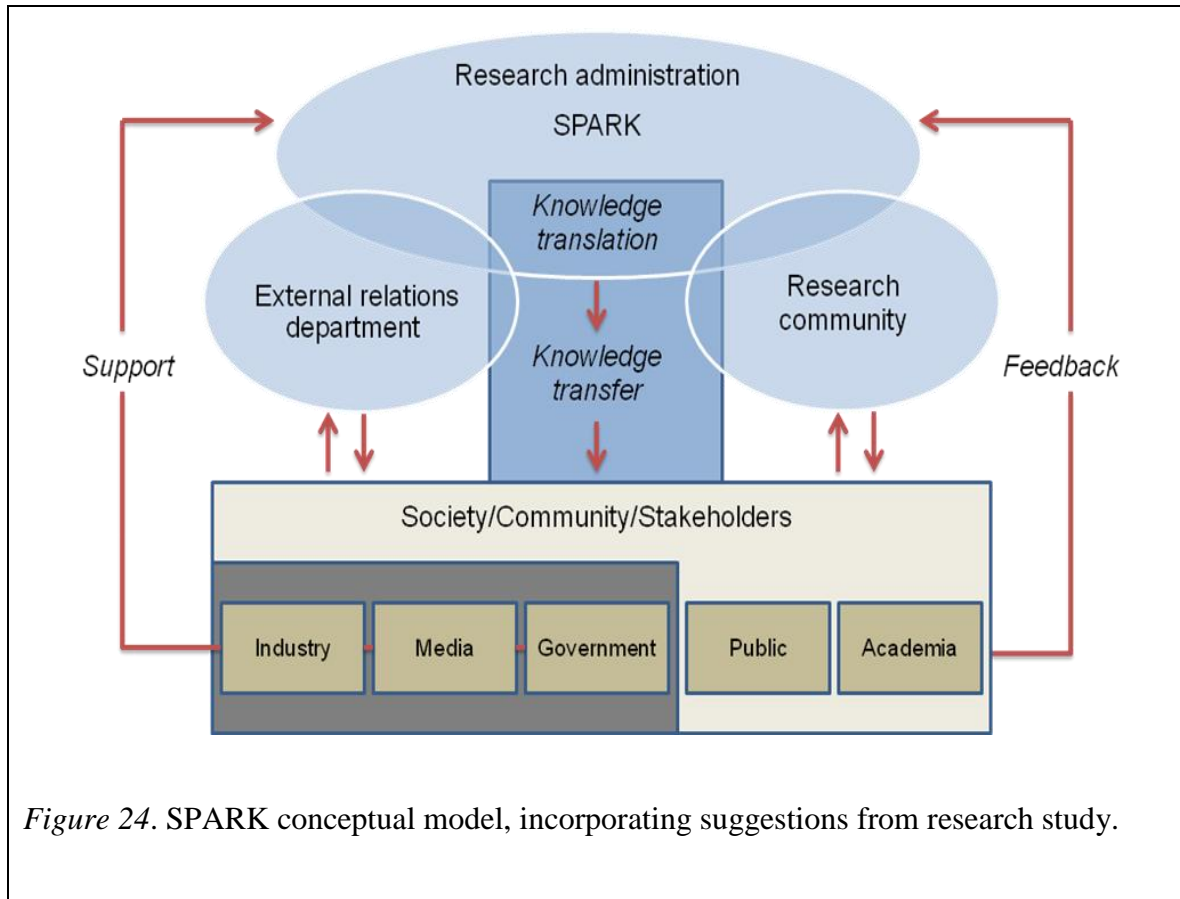 Research administration
SPARK
Knowledge
translation
External relations
department
Research
community
Support
Knowledge
transfer
Feedback
Society/Community/Stakeholders
Industry
Media
Government
Public
Academia
Figure 24. SPARK conceptual model, incorporating suggestions from research study.